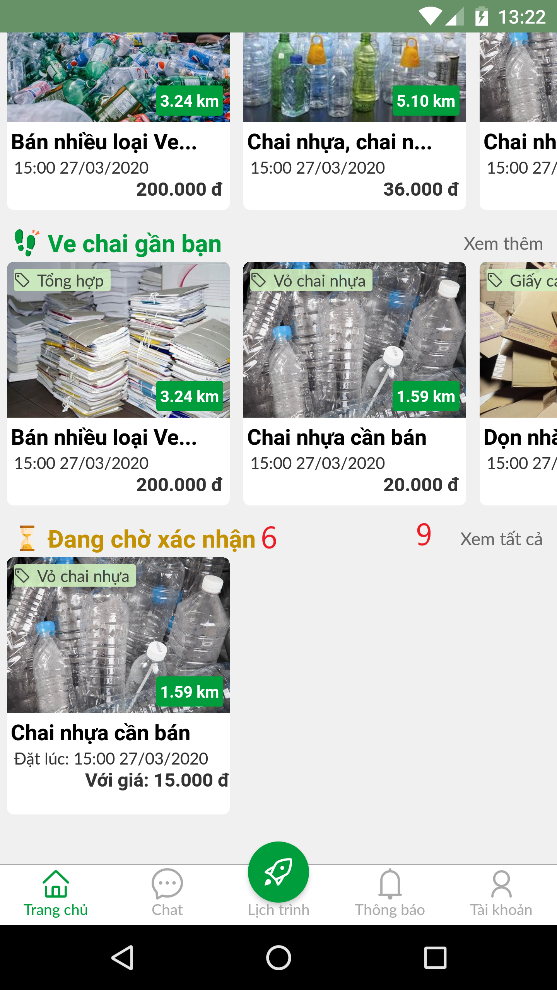 13:22
3.24 km
5.10 km
Bán nhiều loại Ve...
Chai nhựa, chai n...
Chai nh
15:00 27/03/2020
15:00 27/03/2020
15:00 27/
200.000 đ
36.000 đ
Ve chai gần bạn
Xem thêm
Tổng hợp
Vỏ chai nhựa
Giấy ca
3.24 km
1.59 km
Bán nhiều loại Ve...
Chai nhựa cần bán
Dọn nhà
15:00 27/03/2020
15:00 27/03/2020
15:00 27/
200.000 đ
20.000 đ
Đang chờ xác nhận 6
9
Xem tất cả
Vỏ chai nhựa
1.59 km
Chai nhựa cần bán
Đặt lúc: 15:00 27/03/2020
Với giá: 15.000 đ
Trang chủ
Chat
Lịch trình
Thông báo
Tài khoản